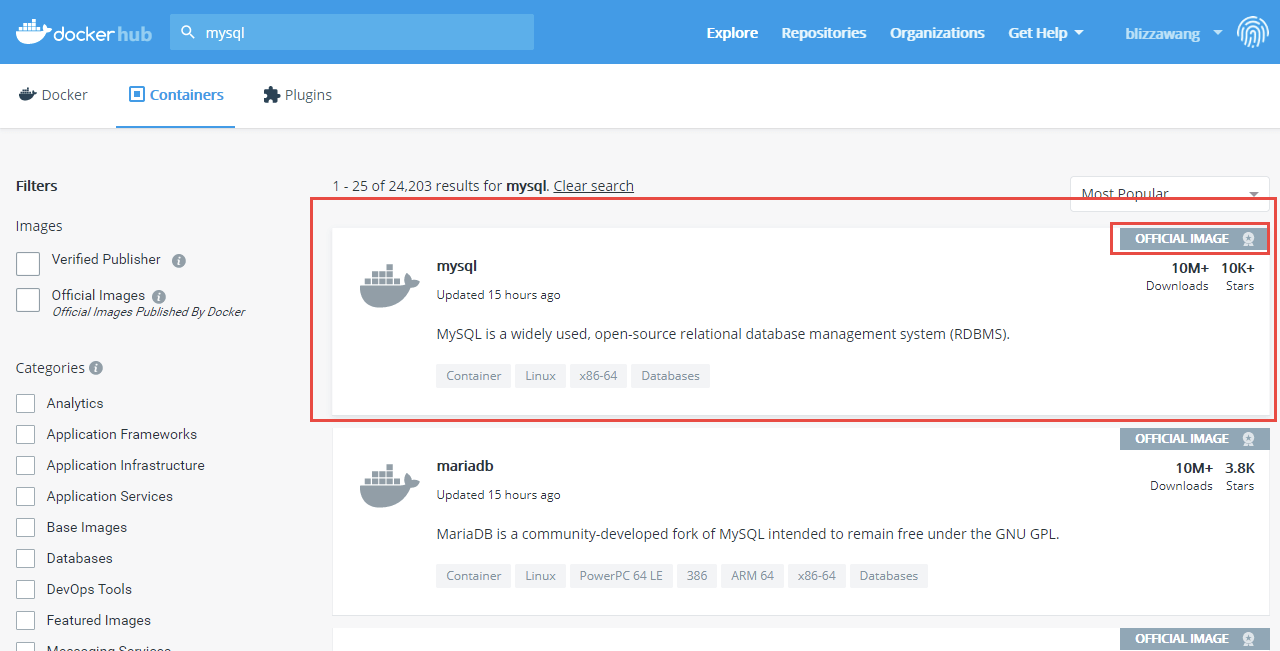 docker hub
mysql
Explore
Repositories
Organizations
Get Help
blizzawang
Docker
Containers
Plugins
Filters
Images
Verified Publisher
Official Images
Official Images Published By Docker
Categories
Analytics
Application Frameworks
Application Infrastructure
Application Services
Base Images
Databases
DevOps Tools
Featured Images
Messaging Services
1 - 25 of 24,203 results for mysql. Clear search
Most Popular
OFFICIAL IMAGE
mysql
10M+ 10K+
Downloads Stars
Updated 15 hours ago
MySQL is a widely used, open-source relational database management system (RDBMS).
Container Linux x86-64 Databases
OFFICIAL IMAGE
mariadb
10M+ 3.8K
Downloads Stars
Updated 15 hours ago
MariaDB is a community-developed fork of MySQL intended to remain free under the GNU GPL.
Container Linux PowerPC 64 LE 386 ARM 64 x86-64 Databases
OFFICIAL IMAGE